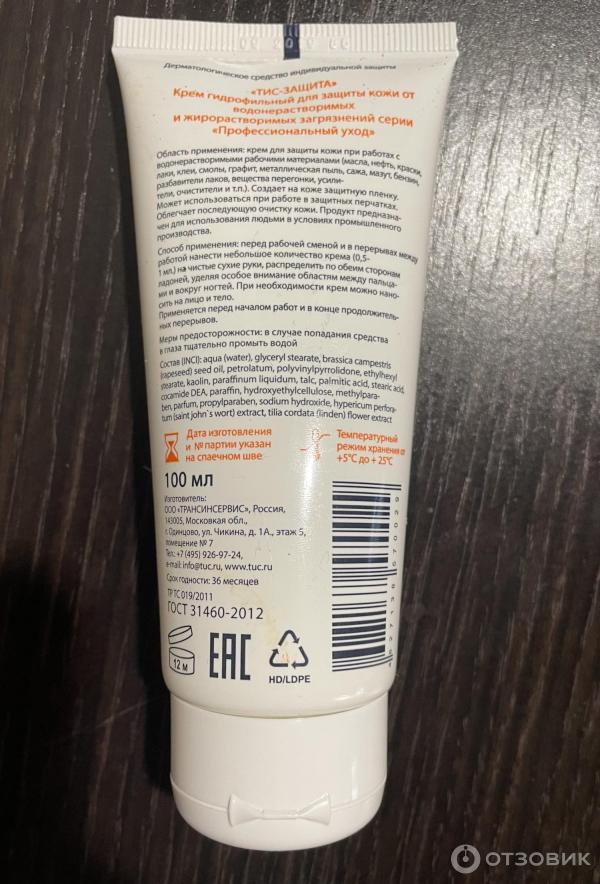 Дерматологическое средство индивидуальной защиты
«ТИС-ЗАЩИТА»
Крем гидрофильный для защиты кожи от
водонерастворимых
и жирорастворимых загрязнений серии
«Профессиональный уход»
Область применения: крем для защиты кожи при работах с
водонерастворимыми рабочими материалами (масла, нефть, краски,
лаки, клеи, смолы, графит, металлическая пыль, сажа, мазут, бензин,
разбавители лаков, вещества перегонки, усили-
тели, очистители и т.п.). Создает на коже защитную пленку.
Может использоваться при работе в защитных перчатках.
Облегчает последующую очистку кожи. Продукт предназна-
чен для использования людьми в условиях промышленного
производства.
Способ применения: перед рабочей сменой и в перерывах между
работой нанести небольшое количество крема (0,5-
1 мл.) на чистые сухие руки, распределить по обеим сторонам
ладоней, уделяя особое внимание областям между пальца-
ми и вокруг ногтей. При необходимости крем можно нано-
сить на лицо и тело.
Применяется перед началом работ и в конце продолжитель-
ных перерывов.
Меры предосторожности: в случае попадания средства
в глаза тщательно промыть водой
Состав (INCI): aqua (water), glyceryl stearate, brassica campestris
(rapeseed) seed oil, petrolatum, polyvinylpyrrolidone, ethylhexyl
stearate, kaolin, paraffinum liquidum, talc, palmitic acid, stearic acid,
cocamide DEA, paraffin, hydroxyethylcellulose, methylpara-
ben, parfum, propylparaben, sodium hydroxide, hypericum perfora-
tum (saint john`s wort) extract, tilia cordata (linden) flower extract
Дата изготовления
и № партии указан
на спаечном шве
Температурный
режим хранения от
+5°С до + 25°С
100 мл
Изготовитель:
ООО «ТРАНСИНСЕРВИС», Россия,
143005, Московкая обл.,
г. Одинцово, ул. Чикина, д. 1А., этаж 5,
помещение № 7
Тел.: +7 (495) 926-97-24,
e-mail: info@tuc.ru, www.tuc.ru
Срок годности: 36 месяцев
ТР ТС 019/2011
ГОСТ 31460-2012
12 м
EAC
HD/LDPE
ОТЗОВИК